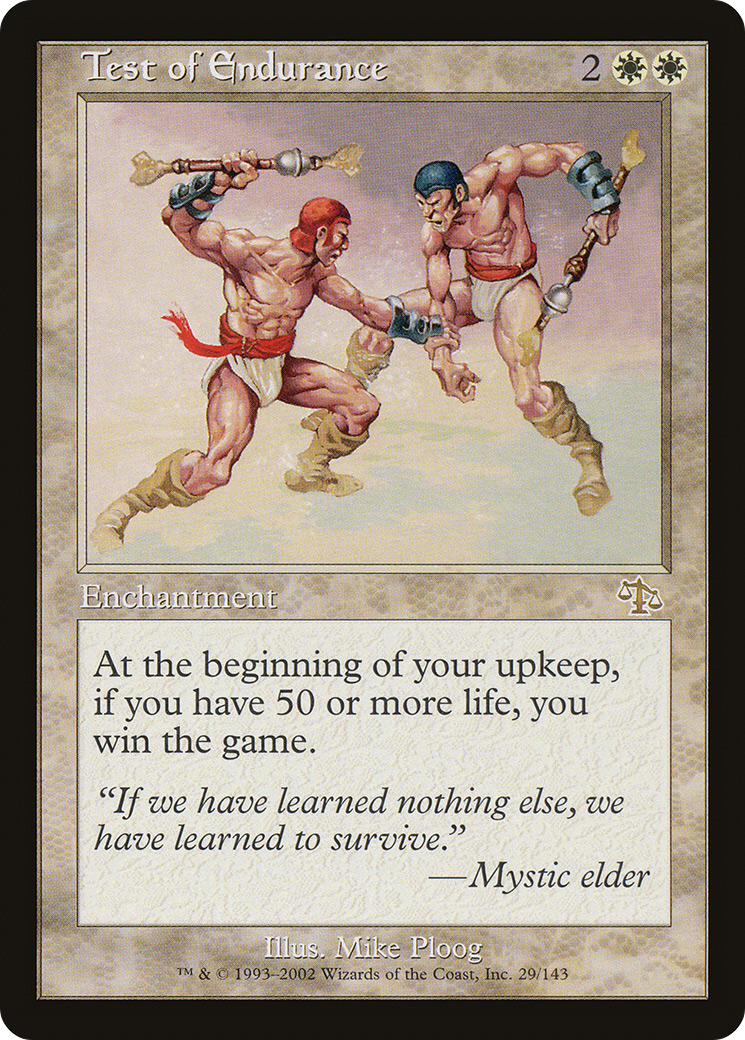 Test of Endurance 2
Enchantment
At the beginning of your upkeep,
if you have 50 or more life, you
win the game.
“If we have learned nothing else, we
have learned to survive.”
—Mystic elder
Illus. Mike Ploog
™ & © 1993–2002 Wizards of the Coast, Inc. 29/143